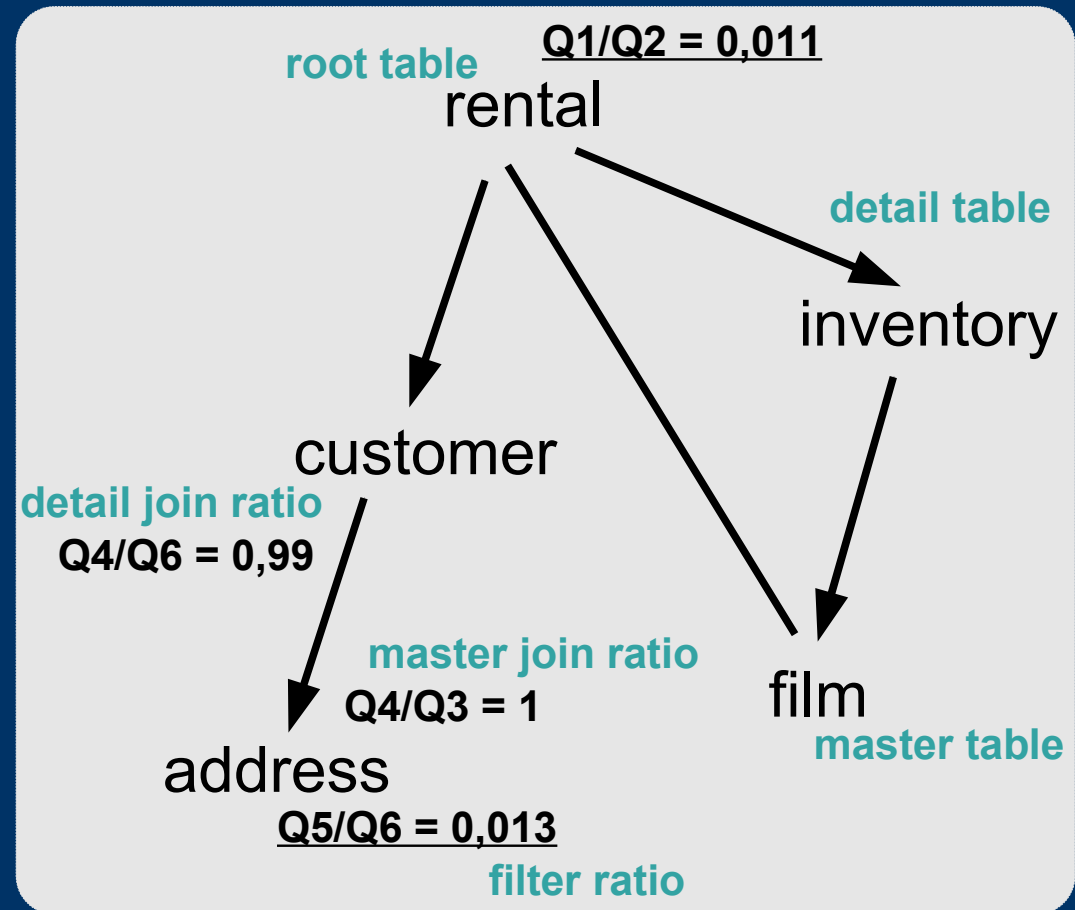 Q1/Q2 = 0,011
root table
rental
detail table
inventory
customer
detail join ratio
Q4/Q6 = 0,99
master join ratio
Q4/Q3 = 1
film
master table
address
Q5/Q6 = 0,013
filter ratio